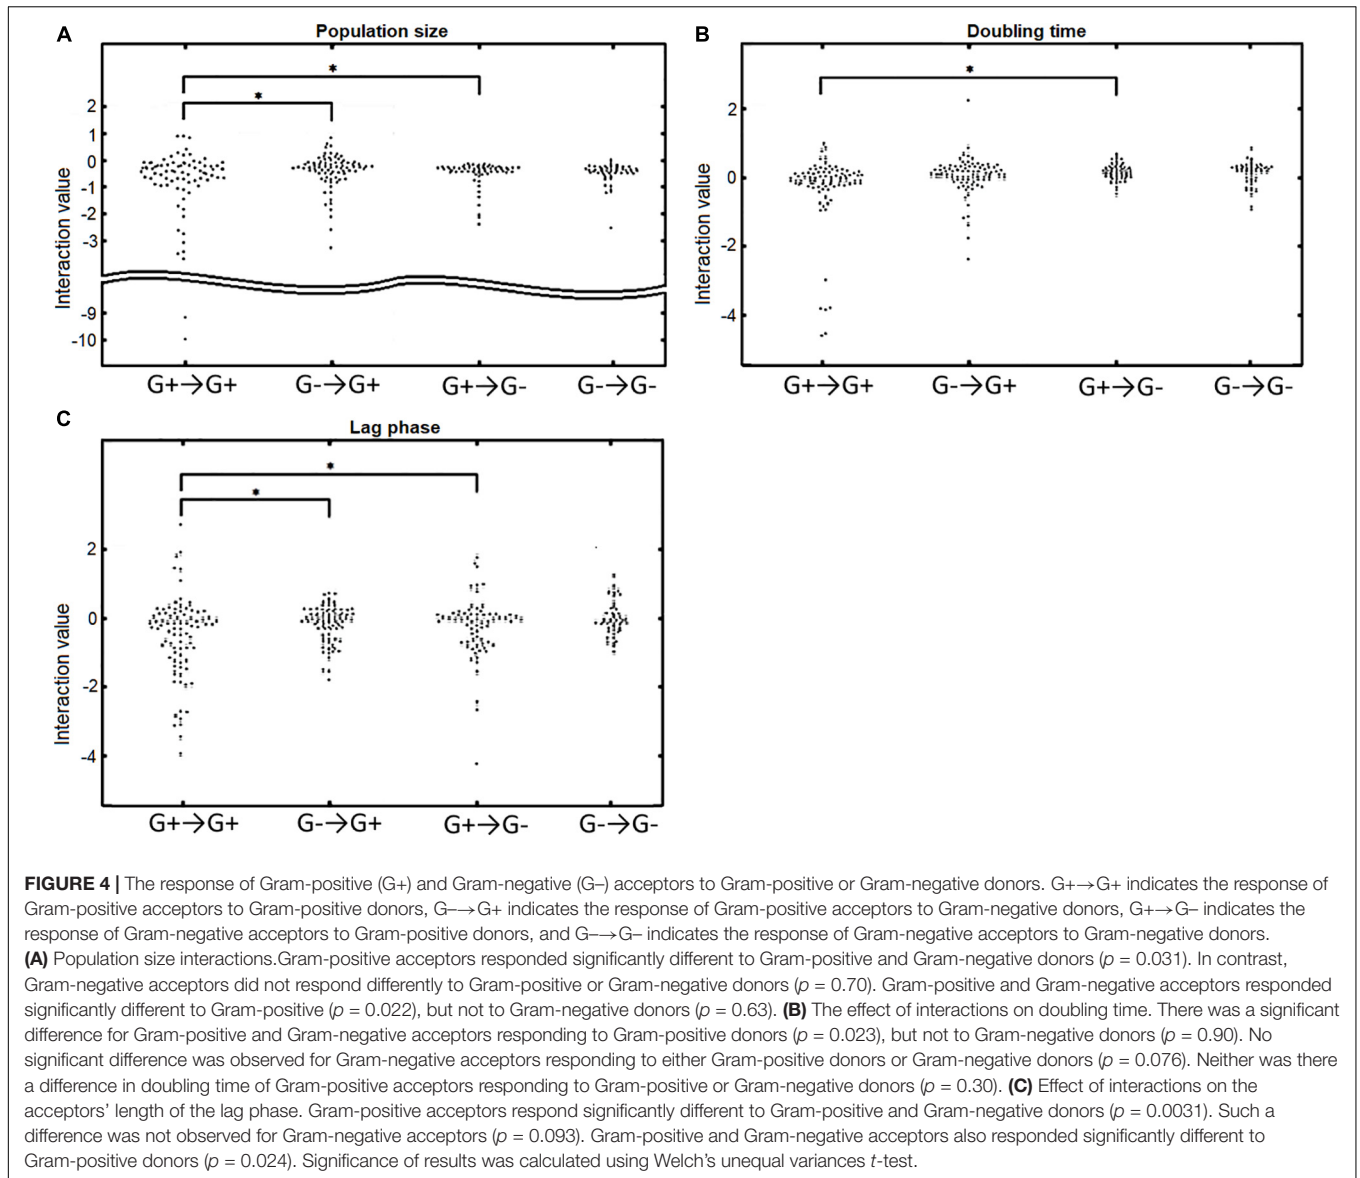 A
Population size
*
*
2
1
0
-1
-2
-3
-9
-10
Interaction value
G+→G+ G-→G+ G+→G- G-→G-
B
Doubling time
*
2
0
-2
-4
Interaction value
G+→G+ G-→G+ G+→G- G-→G-
C
Lag phase
*
*
2
0
-2
-4
Interaction value
G+→G+ G-→G+ G+→G- G-→G-
FIGURE 4 | The response of Gram-positive (G+) and Gram-negative (G–) acceptors to Gram-positive or Gram-negative donors. G+→G+ indicates the response of
Gram-positive acceptors to Gram-positive donors, G–→G+ indicates the response of Gram-positive acceptors to Gram-negative donors, G+→G– indicates the
response of Gram-negative acceptors to Gram-positive donors, and G–→G– indicates the response of Gram-negative acceptors to Gram-negative donors.
(A) Population size interactions.Gram-positive acceptors responded significantly different to Gram-positive and Gram-negative donors (p = 0.031). In contrast,
Gram-negative acceptors did not respond differently to Gram-positive or Gram-negative donors (p = 0.70). Gram-positive and Gram-negative acceptors responded
significantly different to Gram-positive (p = 0.022), but not to Gram-negative donors (p = 0.63). (B) The effect of interactions on doubling time. There was a significant
difference for Gram-positive and Gram-negative acceptors responding to Gram-positive donors (p = 0.023), but not to Gram-negative donors (p = 0.90). No
significant difference was observed for Gram-negative acceptors responding to either Gram-positive donors or Gram-negative donors (p = 0.076). Neither was there
a difference in doubling time of Gram-positive acceptors responding to Gram-positive or Gram-negative donors (p = 0.30). (C) Effect of interactions on the
acceptors' length of the lag phase. Gram-positive acceptors respond significantly different to Gram-positive and Gram-negative donors (p = 0.0031). Such a
difference was not observed for Gram-negative acceptors (p = 0.093). Gram-positive and Gram-negative acceptors also responded significantly different to
Gram-positive donors (p = 0.024). Significance of results was calculated using Welch's unequal variances t-test.